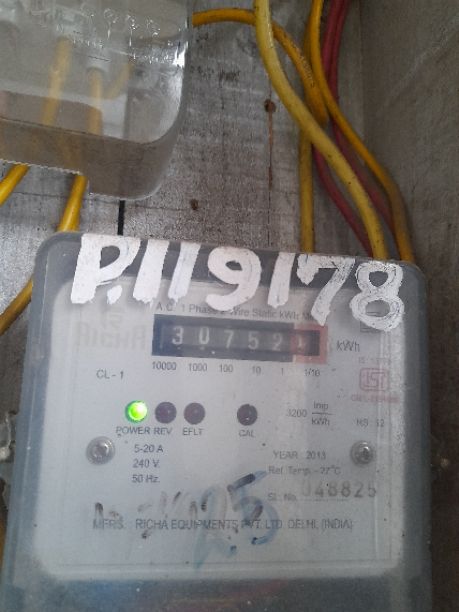 P.119178
A.C. 1 Phase 2 Wire Static kWh M
RICHA
30752 kWh
10000 1000 100 10 1 1/10
CL-1
3200 Imp/kWh
POWER REV EFLT CAL
5-20 A
240 V.
50 Hz.
YEAR : 2013
Ref. Temp.-27°C
SL. No. 048825
MFRS. : RICHA EQUIPMENTS PVT. LTD. DELHI, (INDIA)